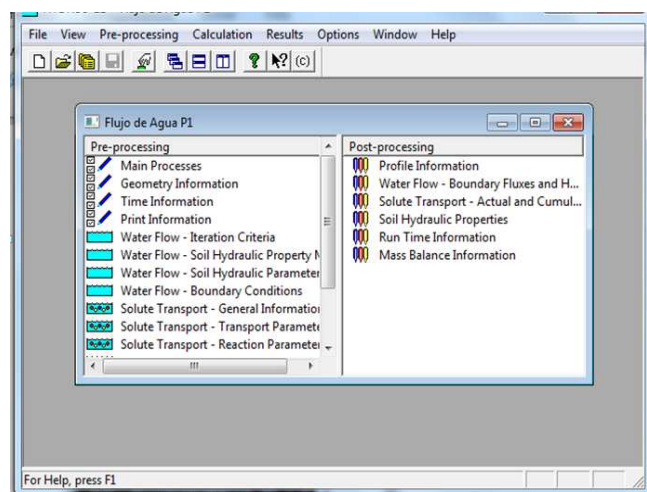 File View Pre-processing Calculation Results Options Window Help
Flujo de Agua P1
Pre-processing
Main Processes
Geometry Information
Time Information
Print Information
Water Flow - Iteration Criteria
Water Flow - Soil Hydraulic Property M
Water Flow - Soil Hydraulic Parameter
Water Flow - Boundary Conditions
Solute Transport - General Information
Solute Transport - Transport Paramete
Solute Transport - Reaction Parameter
Post-processing
Profile Information
Water Flow - Boundary Fluxes and H...
Solute Transport - Actual and Cumul...
Soil Hydraulic Properties
Run Time Information
Mass Balance Information
For Help, press F1